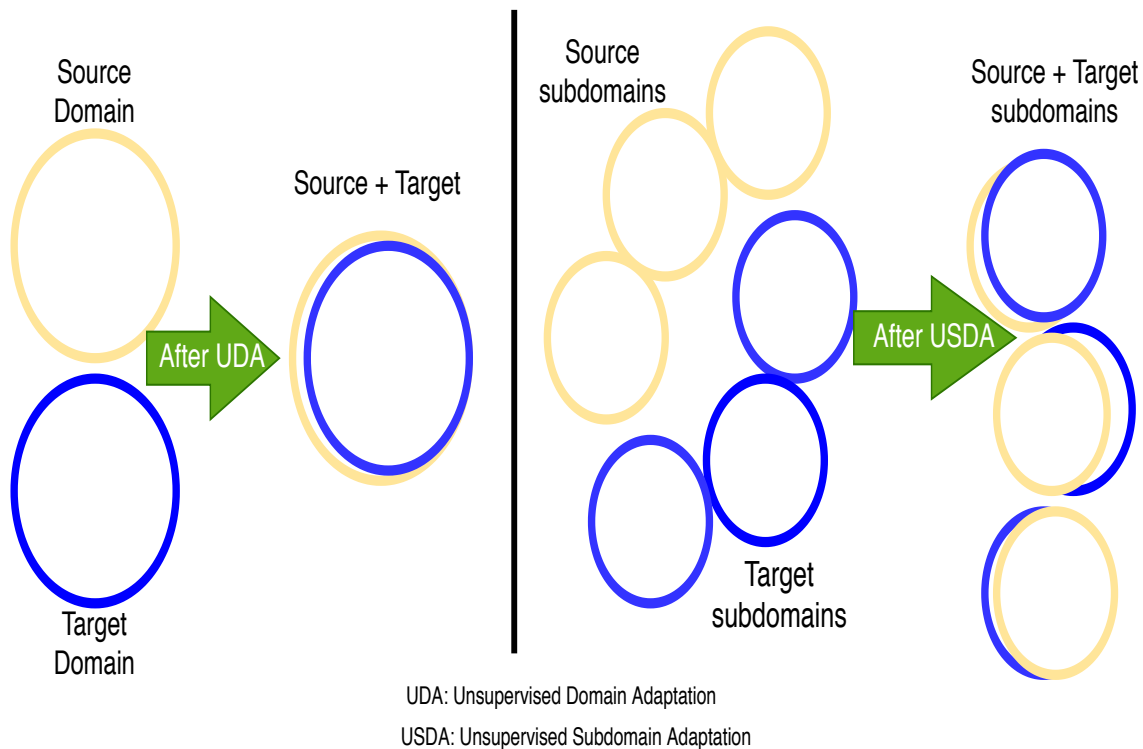 Source
Domain
Source + Target
After UDA
Target
Domain
Source
subdomains
Source + Target
subdomains
After USDA
Target
subdomains
UDA: Unsupervised Domain Adaptation
USDA: Unsupervised Subdomain Adaptation